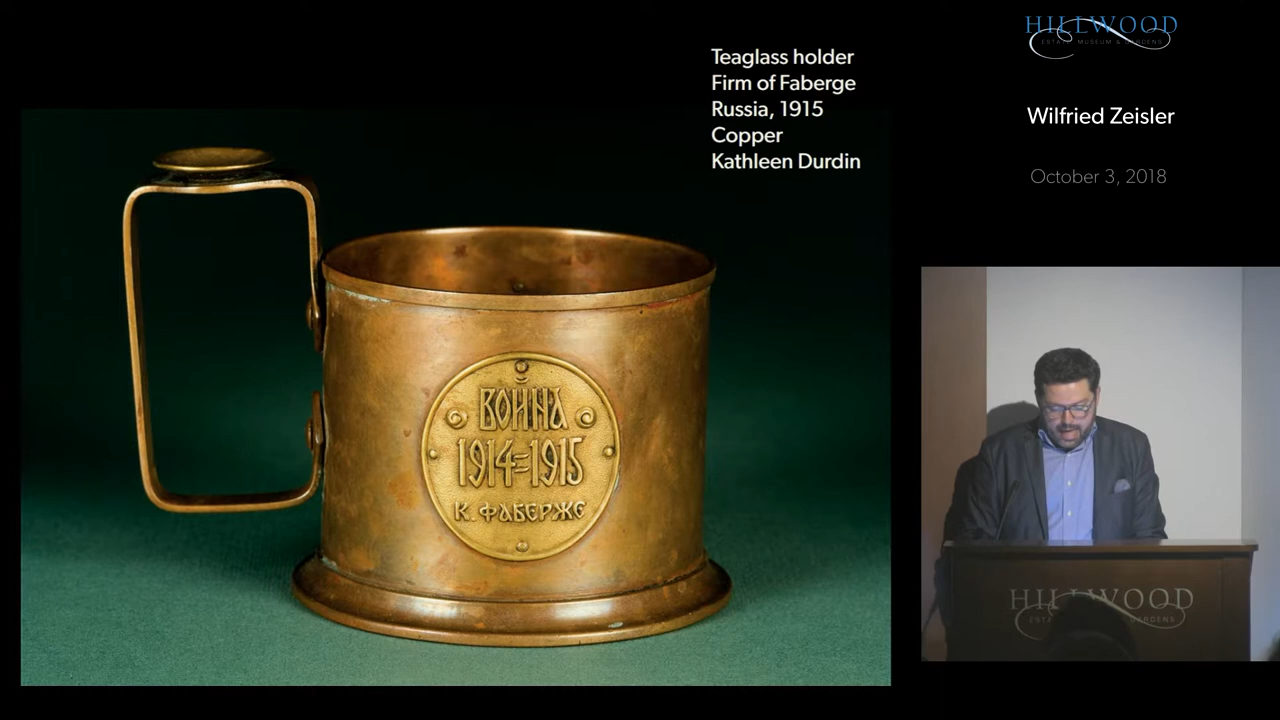 Teaglass holder
Firm of Faberge
Russia, 1915
Copper
Kathleen Durdin
ВОИНА
1914=1915
К. ФАБЕРЖЕ
HILLWOOD
ESTATE, MUSEUM & GARDENS
Wilfried Zeisler
October 3, 2018
HILLWOOD